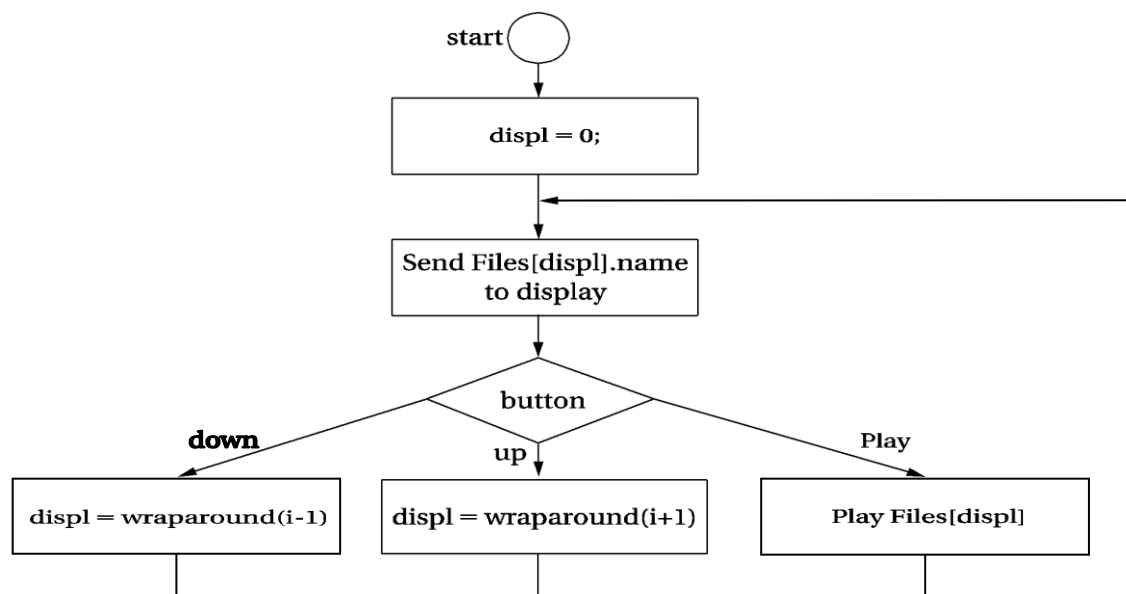 start
displ = 0;
Send Files[displ].name
to display
button
down
up
Play
displ = wraparound(i-1)
displ = wraparound(i+1)
Play Files[displ]